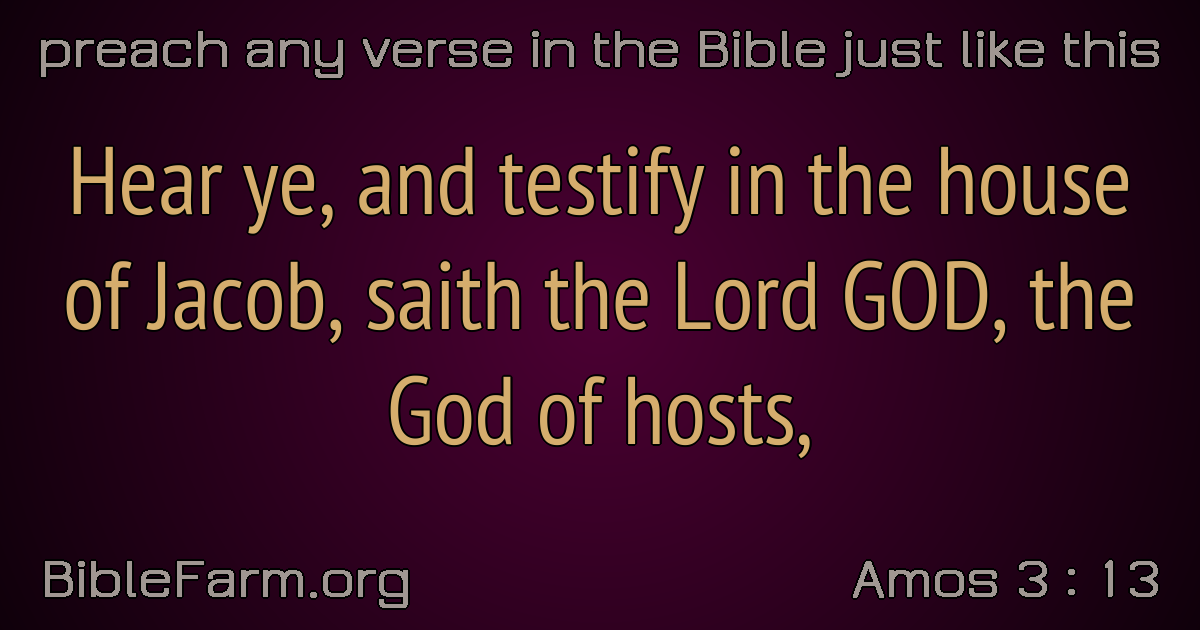 preach any verse in the Bible just like this
Hear ye, and testify in the house
of Jacob, saith the Lord GOD, the
God of hosts,
BibleFarm.org
Amos 3 : 13